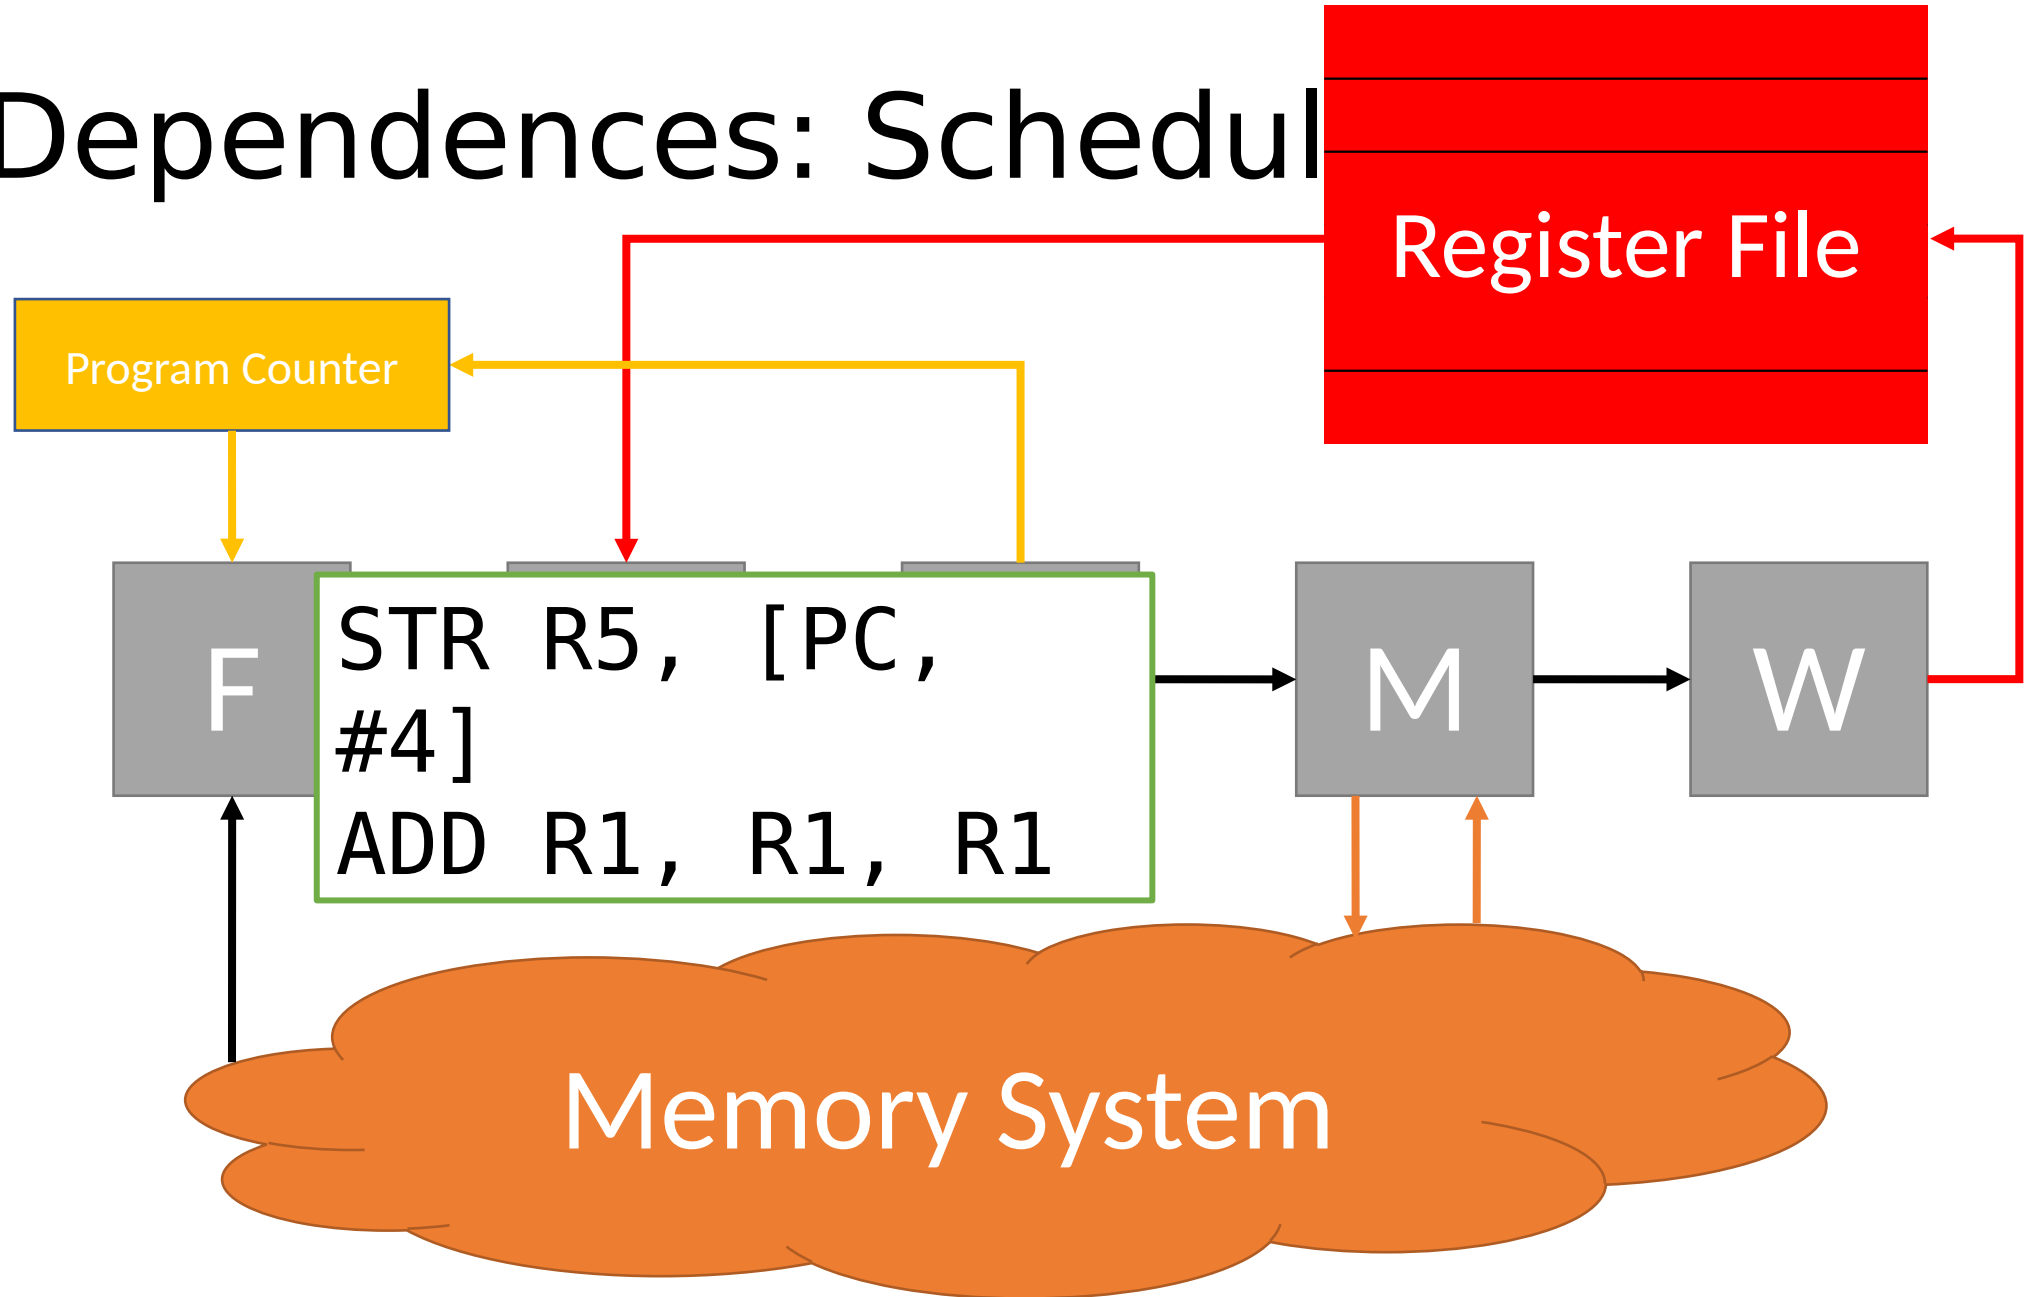 Dependences: Schedul
Register File
Program Counter
F
STR R5, [PC,
#4]
ADD R1, R1, R1
M
W
Memory System